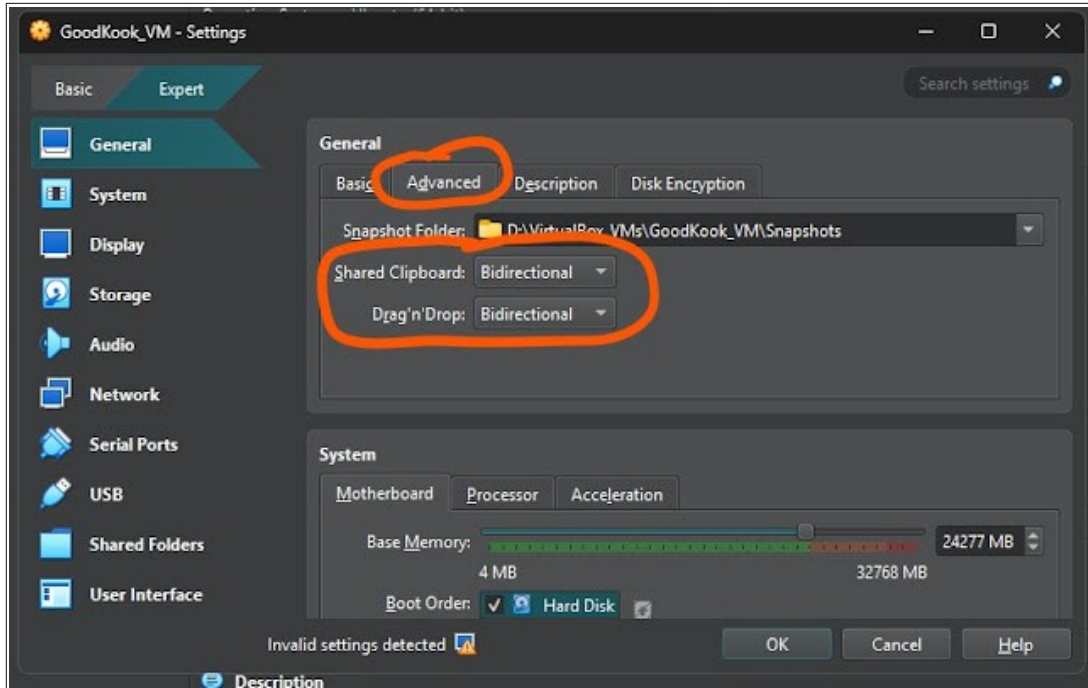 GoodKook_VM - Settings
Basic Expert
Search settings
General
System
Display
Storage
Audio
Network
Serial Ports
USB
Shared Folders
User Interface
General
Basic Advanced Description Disk Encryption
Snapshot Folder: D:\VirtualBox_VMs\GoodKook_VM\Snapshots
Shared Clipboard: Bidirectional
Drag'n'Drop: Bidirectional
System
Motherboard Processor Acceleration
Base Memory: 24277 MB
4 MB 32768 MB
Boot Order: Hard Disk
Invalid settings detected OK Cancel Help
Description